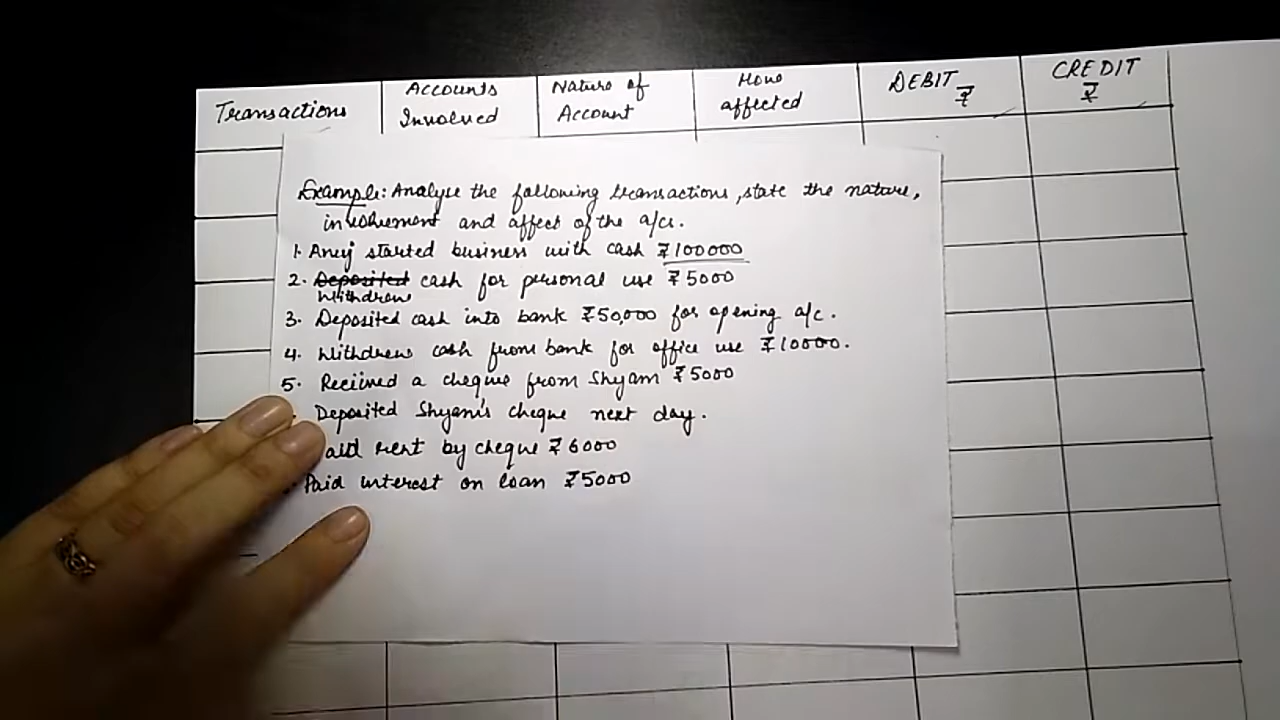 Transactions
Accounts
Involved
Nature of
Account
How
affected
DEBIT ₹
CREDIT
₹
Example: Analyse the following transactions, state the nature,
involvement and affect of the a/cs.
1. Anuj started business with cash ₹100000
2. Deposited cash for personal use ₹5000
Withdrew
3. Deposited cash into bank ₹50,000 for opening a/c.
4. Withdrew cash from bank for office use ₹10000.
5. Received a cheque from Shyam ₹5000
Deposited Shyam's cheque next day.
aid rent by cheque ₹6000
Paid interest on loan ₹5000